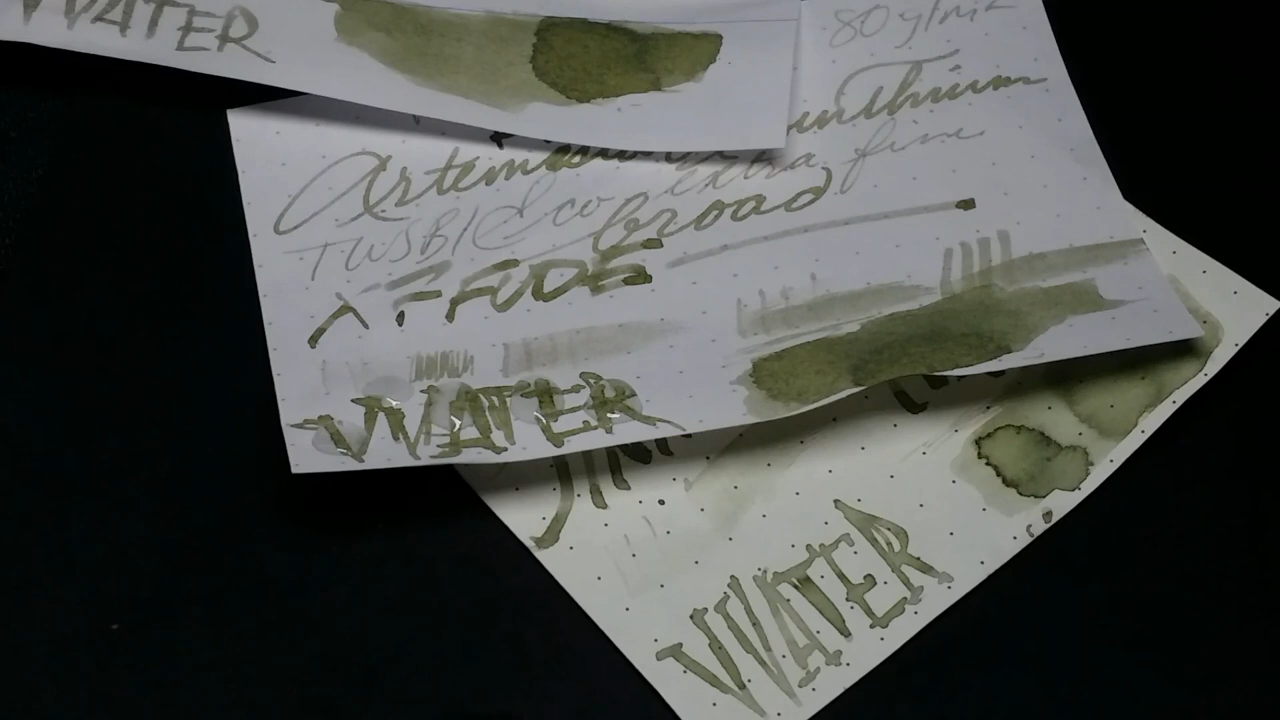 WATER
80 g/m2
Artemisia
TWSBI Eco extra fine
broad
FUDE
WATER
WATER